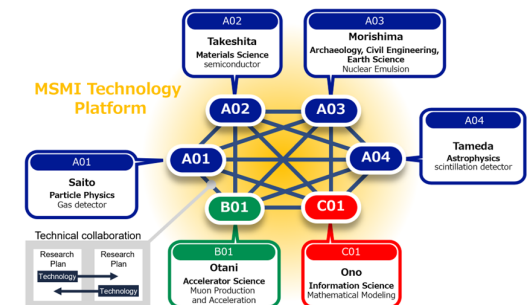 A02
Takeshita
Materials Science
semiconductor
A03
Morishima
Archaeology, Civil Engineering,
Earth Science
Nuclear Emulsion
MSMI Technology
Platform
A02
A03
A04
Tameda
Astrophysics
scintillation detector
A01
A04
A01
Saito
Particle Physics
Gas detector
B01
C01
Technical collaboration
Research
Plan
Research
Plan
Technology
Technology
B01
Otani
Accelerator Science
Muon Production
and Acceleration
C01
Ono
Information Science
Mathematical Modeling